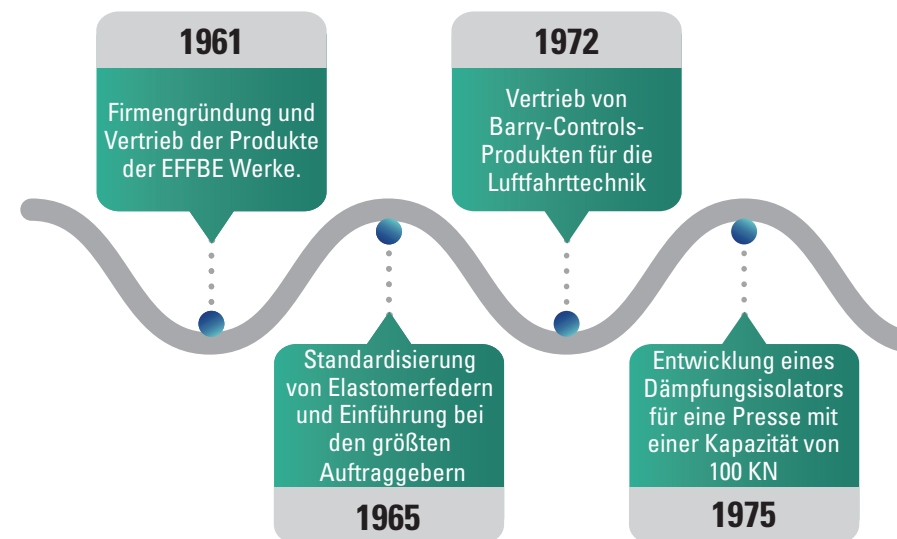 1961
Firmengründung und
Vertrieb der Produkte
der EFFBE Werke.
Standardisierung
von Elastomerfedern
und Einführung bei
den größten
Auftraggebern
1965
1972
Vertrieb von
Barry-Controls-
Produkten für die
Luftfahrttechnik
Entwicklung eines
Dämpfungsisolators
für eine Presse mit
einer Kapazität von
100 KN
1975